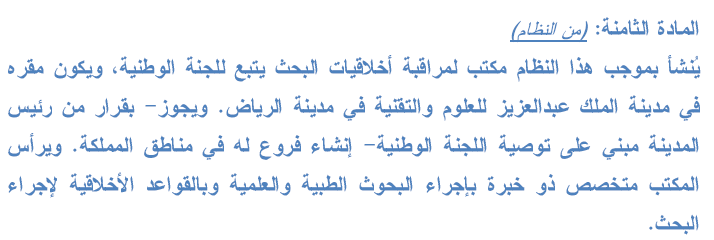 المادة الثامنة: (من النظام)
يُنشأ بموجب هذا النظام مكتب لمراقبة أخلاقيات البحث يتبع للجنة الوطنية، ويكون مقره
في مدينة الملك عبدالعزيز للعلوم والتقنية في مدينة الرياض. ويجوز- بقرار من رئيس
المدينة مبني على توصية اللجنة الوطنية- إنشاء فروع له في مناطق المملكة. ويرأس
المكتب متخصص ذو خبرة بإجراء البحوث الطبية والعلمية وبالقواعد الأخلاقية لإجراء
البحث.